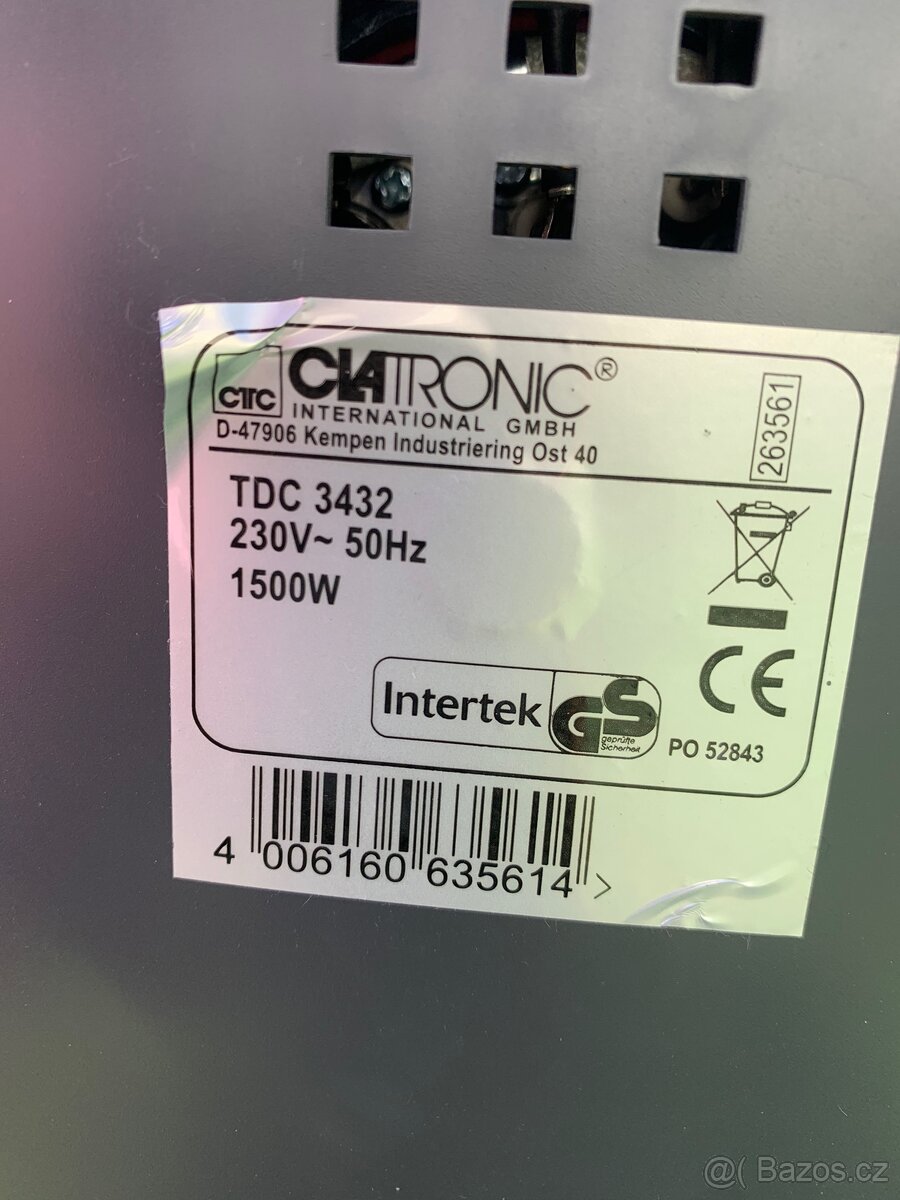 CTC CLATRONIC®
INTERNATIONAL GMBH
D-47906 Kempen Industriering Ost 40
263561
TDC 3432
230V~ 50Hz
1500W
CE
Intertek GS
geprüfte
Sicherheit
PO 52843
4 006160 635614 >
@( Bazos.cz